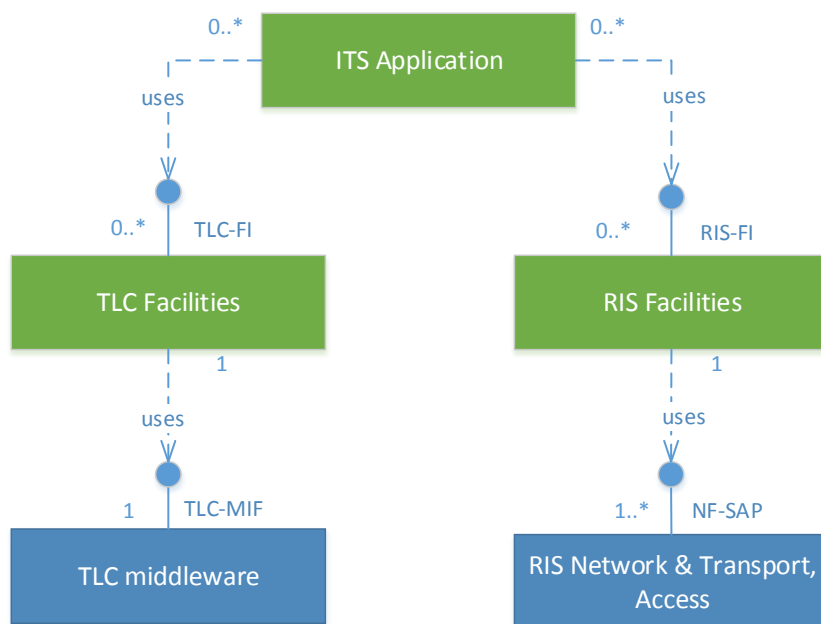 0..*
0..*
ITS Application
uses
uses
0..*
TLC-FI
0..*
RIS-FI
TLC Facilities
RIS Facilities
1
1
uses
uses
1
TLC-MIF
1..*
NF-SAP
TLC middleware
RIS Network & Transport,
Access